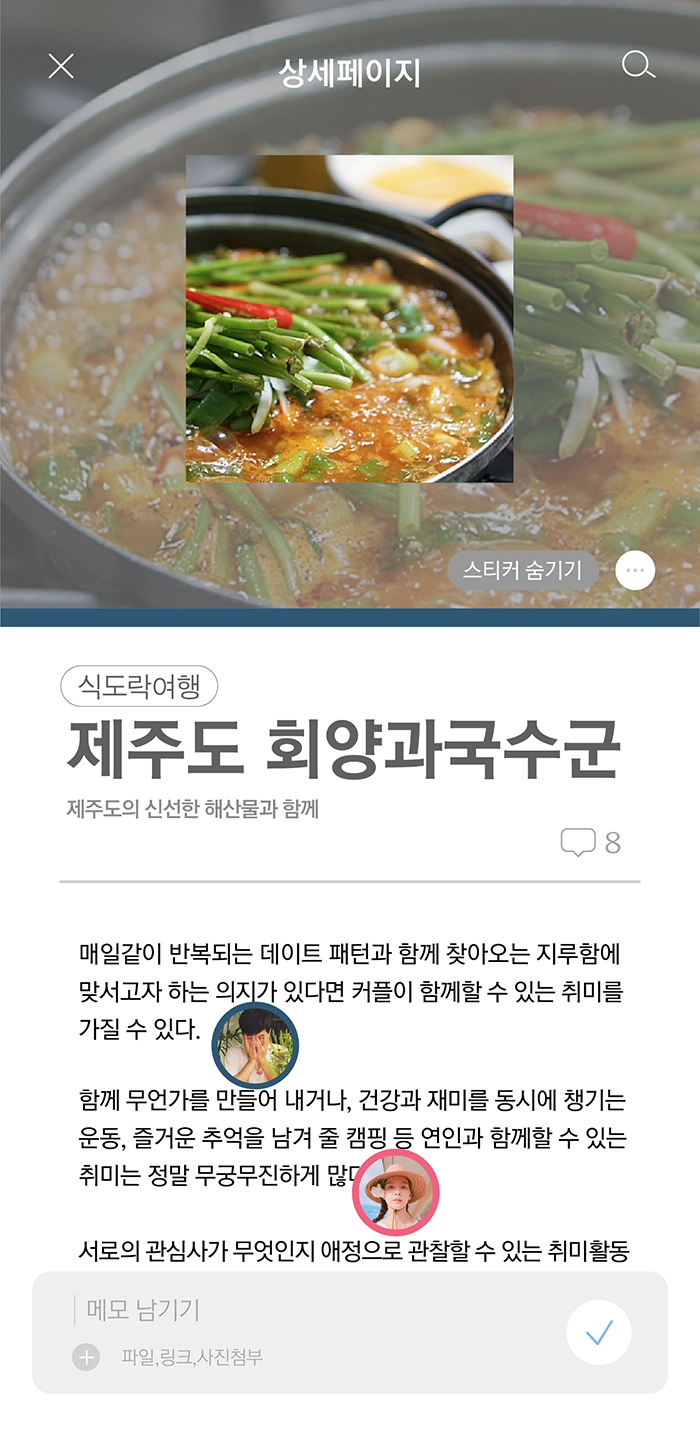 상세페이지
스티커 숨기기
식도락여행
제주도 회양과국수군
제주도의 신선한 해산물과 함께
8
매일같이 반복되는 데이트 패턴과 함께 찾아오는 지루함에
맞서고자 하는 의지가 있다면 커플이 함께할 수 있는 취미를
가질 수 있다.
함께 무언가를 만들어 내거나, 건강과 재미를 동시에 챙기는
운동, 즐거운 추억을 남겨 줄 캠핑 등 연인과 함께할 수 있는
취미는 정말 무궁무진하게
서로의 관심사가 무엇인지 애정으로 관찰할 수 있는 취미활동
메모 남기기
파일,링크,사진첨부